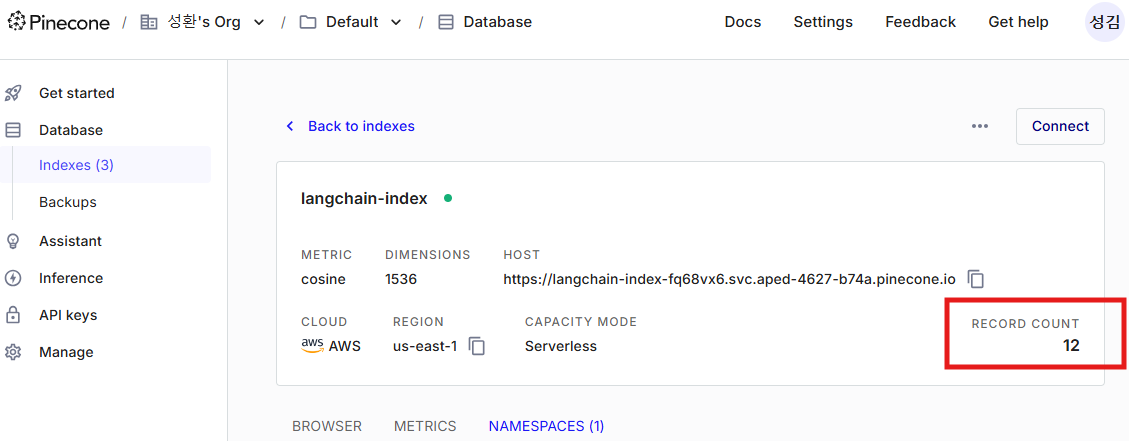 Pinecone / 성환's Org / Default / Database Docs Settings Feedback Get help 성김
Get started
Database
Indexes (3)
Backups
Assistant
Inference
API keys
Manage
Back to indexes ••• Connect
langchain-index
METRIC DIMENSIONS HOST
cosine 1536 https://langchain-index-fq68vx6.svc.aped-4627-b74a.pinecone.io
CLOUD REGION CAPACITY MODE RECORD COUNT
aws AWS us-east-1 Serverless 12
BROWSER METRICS NAMESPACES (1)